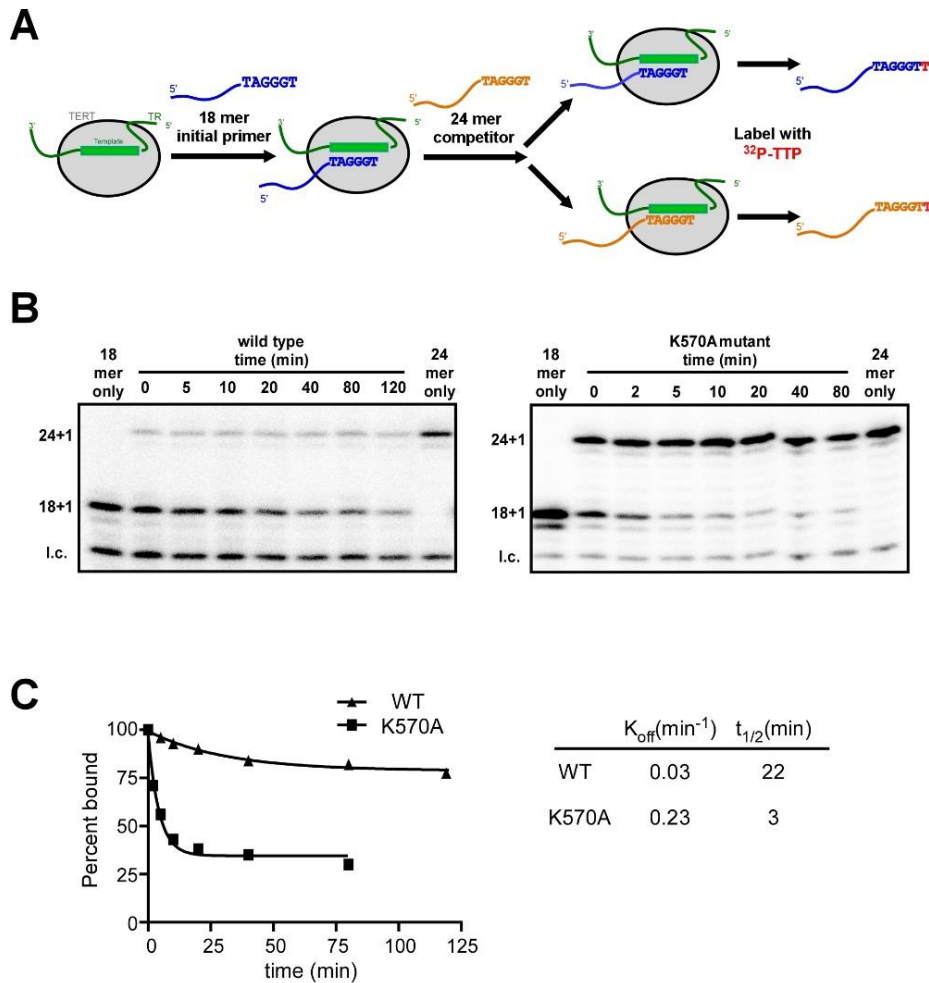 A
TAGGGT
5'
18 mer
initial primer
TAGGGT
5'
24 mer
competitor
3'
TERT
TR
5'
Template
3'
5'
TAGGGT
5'
3'
5'
TAGGGT
5'
TAGGGTT
5'
Label with
32P-TTP
3'
5'
TAGGGT
5'
TAGGGTT
5'
B
18 mer only
wild type
time (min)
0 5 10 20 40 80 120
24 mer only
24+1
18+1
l.c.
18 mer only
K570A mutant
time (min)
0 2 5 10 20 40 80
24 mer only
24+1
18+1
l.c.
C
WT
K570A
Percent bound
100
75
50
25
0
0 25 50 75 100 125
time (min)
Koff(min-1) t1/2(min)
WT 0.03 22
K570A 0.23 3